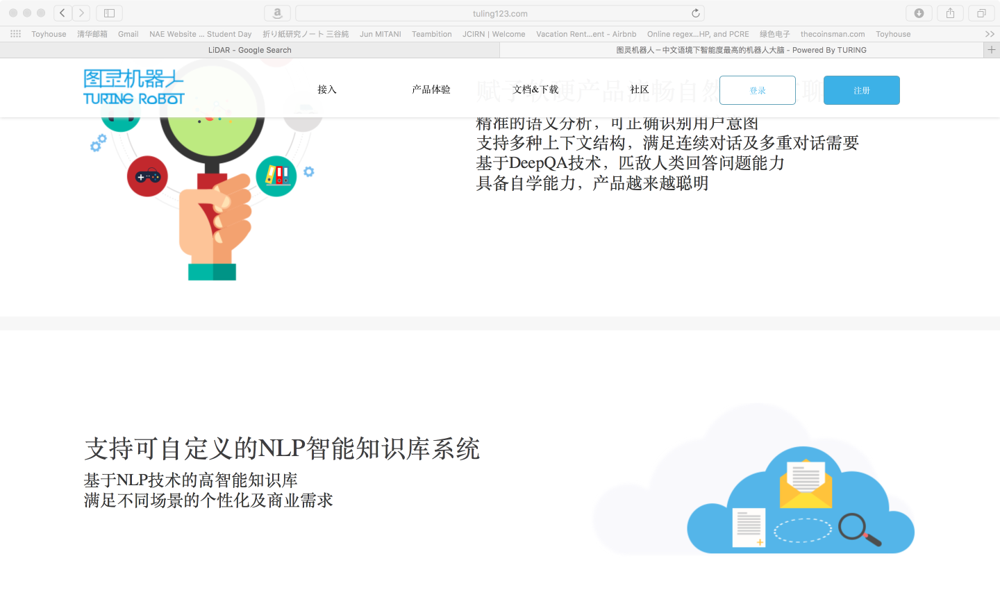 tuling123.com
Toyhouse 清华邮箱 Gmail NAE Website ... Student Day 折り紙研究ノート 三谷純 Jun MITANI Teambition JCIRN | Welcome Vacation Rent...ent - Airbnb Online regex...HP, and PCRE 绿色电子 thecoinsman.com Toyhouse
LiDAR - Google Search
图灵机器人－中文语境下智能度最高的机器人大脑 - Powered By TURING
图灵机器人
TURING ROBOT
接入 产品体验 文档&下载 社区 登录 注册
赋予软硬产品流畅自然
聊
精准的语义分析，可正确识别用户意图
支持多种上下文结构，满足连续对话及多重对话需要
基于DeepQA技术，匹敌人类回答问题能力
具备自学能力，产品越来越聪明
支持可自定义的NLP智能知识库系统
基于NLP技术的高智能知识库
满足不同场景的个性化及商业需求